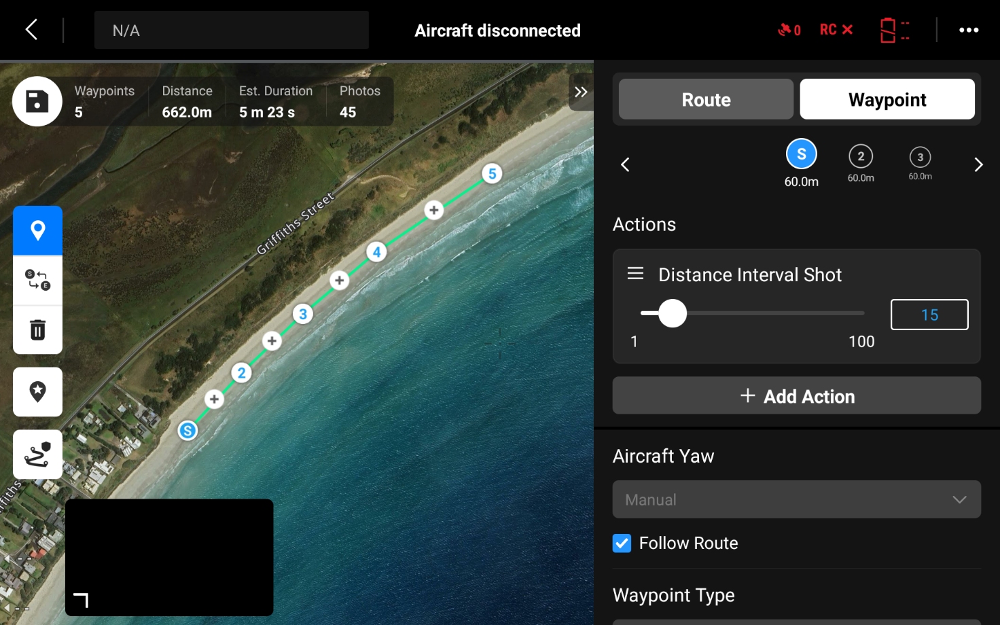 N/A
Aircraft disconnected
0
RC
Waypoints
5
Distance
662.0m
Est. Duration
5 m 23 s
Photos
45
Route
Waypoint
S
60.0m
2
60.0m
3
60.0m
Actions
Distance Interval Shot
15
1
100
+ Add Action
Aircraft Yaw
Manual
Follow Route
Waypoint Type
Griffiths Street
5
4
3
2
S
S
E